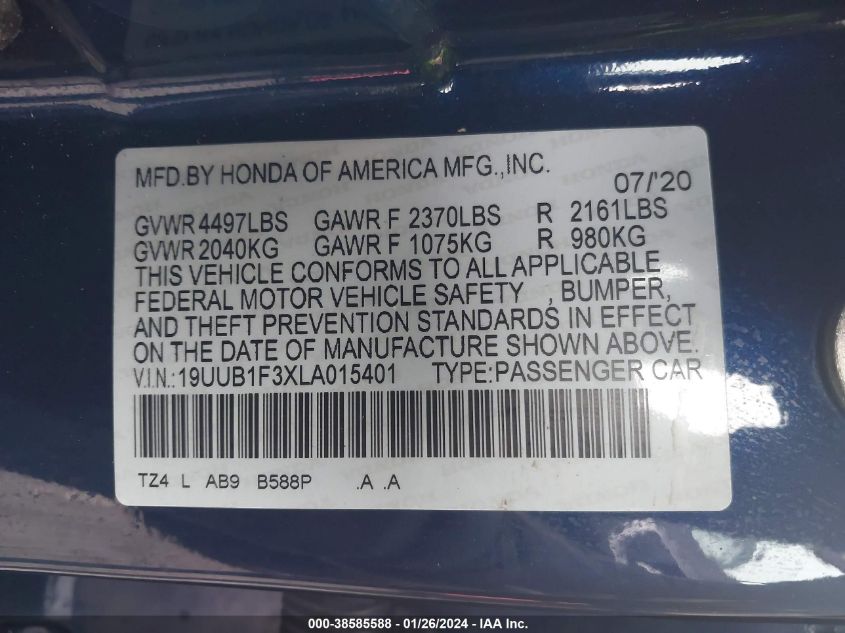 MFD.BY HONDA OF AMERICA MFG.,INC.
07/'20
GVWR 4497LBS GAWR F 2370LBS R 2161LBS
GVWR 2040KG GAWR F 1075KG R 980KG
THIS VEHICLE CONFORMS TO ALL APPLICABLE
FEDERAL MOTOR VEHICLE SAFETY , BUMPER,
AND THEFT PREVENTION STANDARDS IN EFFECT
ON THE DATE OF MANUFACTURE SHOWN ABOVE.
V.I.N.:19UUB1F3XLA015401 TYPE:PASSENGER CAR
TZ4 L AB9 B588P .A .A
000-38585588 | 01/26/2024 | IAA Inc.